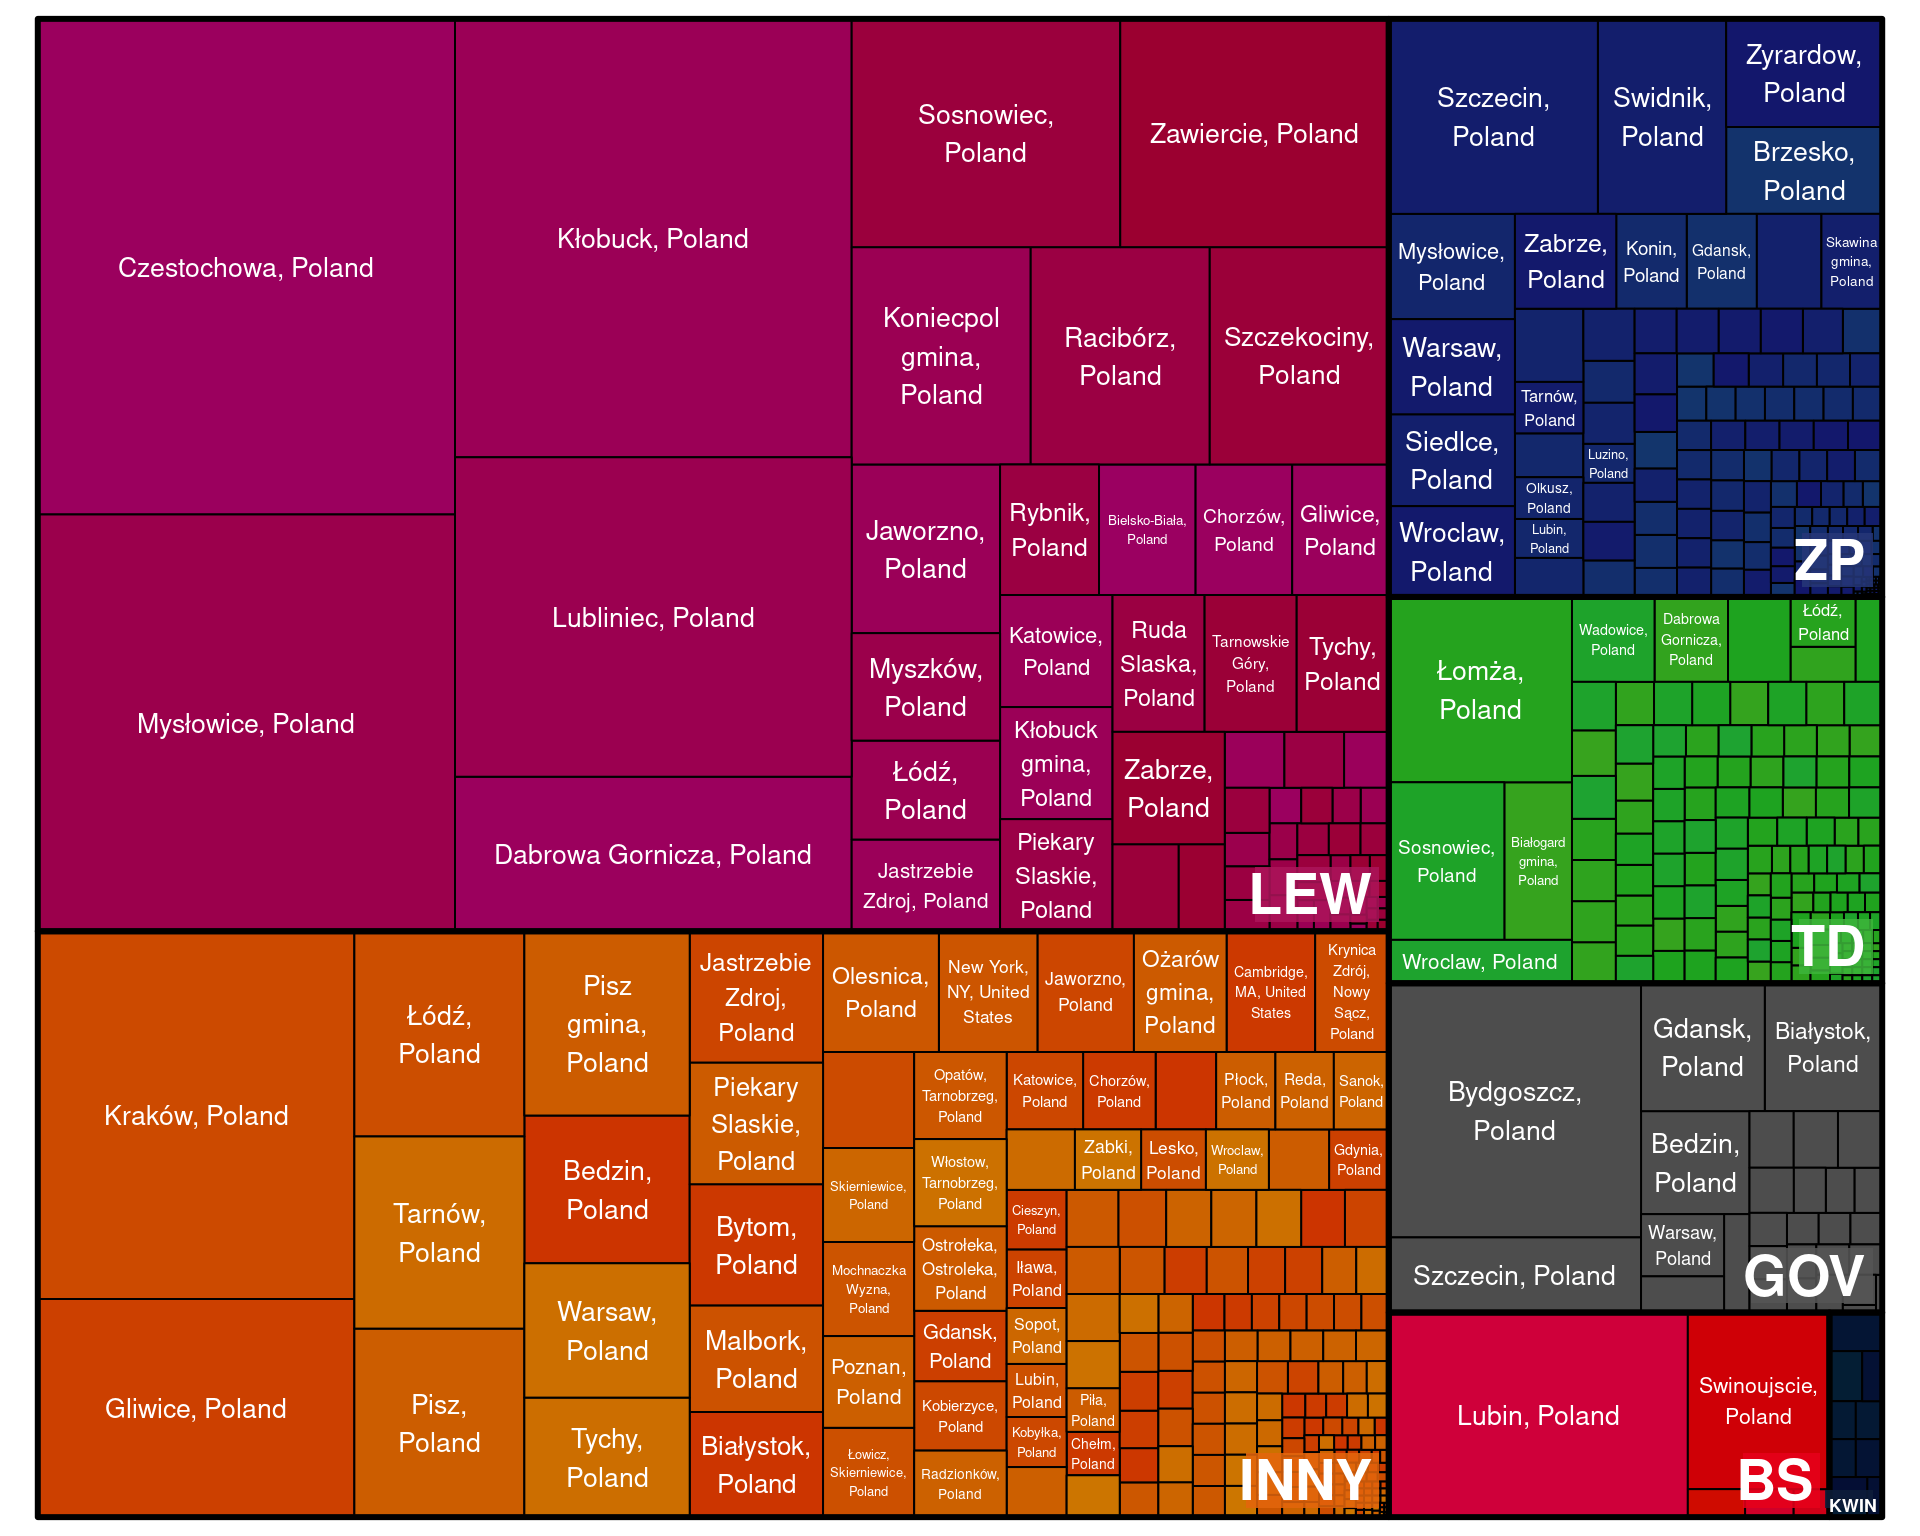 Czestochowa, Poland
Mysłowice, Poland
Kłobuck, Poland
Lubliniec, Poland
Dabrowa Gornicza, Poland
Sosnowiec,
Poland
Zawiercie, Poland
Koniecpol
gmina,
Poland
Racibórz,
Poland
Szczekociny,
Poland
Jaworzno,
Poland
Myszków,
Poland
Łódź,
Poland
Jastrzebie
Zdroj, Poland
Rybnik,
Poland
Bielsko-Biała,
Poland
Chorzów,
Poland
Gliwice,
Poland
Katowice,
Poland
Kłobuck
gmina,
Poland
Piekary
Slaskie,
Poland
Ruda
Slaska,
Poland
Tarnowskie
Góry,
Poland
Tychy,
Poland
Zabrze,
Poland
LEW
Szczecin,
Poland
Swidnik,
Poland
Zyrardow,
Poland
Brzesko,
Poland
Mysłowice,
Poland
Zabrze,
Poland
Konin,
Poland
Gdansk,
Poland
Skawina
gmina,
Poland
Warsaw,
Poland
Siedlce,
Poland
Wroclaw,
Poland
Tarnów,
Poland
Olkusz,
Poland
Lubin,
Poland
Luzino,
Poland
ZP
Łomża,
Poland
Sosnowiec,
Poland
Białogard
gmina,
Poland
Wroclaw, Poland
Wadowice,
Poland
Dabrowa
Gornicza,
Poland
Łódź,
Poland
TD
Bydgoszcz,
Poland
Szczecin, Poland
Gdansk,
Poland
Białystok,
Poland
Bedzin,
Poland
Warsaw,
Poland
GOV
Lubin, Poland
Swinoujscie,
Poland
BS
KWIN
Kraków, Poland
Gliwice, Poland
Łódź,
Poland
Tarnów,
Poland
Pisz,
Poland
Pisz
gmina,
Poland
Bedzin,
Poland
Warsaw,
Poland
Tychy,
Poland
Jastrzebie
Zdroj,
Poland
Piekary
Slaskie,
Poland
Bytom,
Poland
Malbork,
Poland
Białystok,
Poland
Olesnica,
Poland
New York,
NY, United
States
Jaworzno,
Poland
Ożarów
gmina,
Poland
Cambridge,
MA, United
States
Krynica
Zdrój,
Nowy
Sącz,
Poland
Skierniewice,
Poland
Mochnaczka
Wyzna,
Poland
Poznan,
Poland
Łowicz,
Skierniewice,
Poland
Opatów,
Tarnobrzeg,
Poland
Włostow,
Tarnobrzeg,
Poland
Ostrołeka,
Ostroleka,
Poland
Gdansk,
Poland
Kobierzyce,
Poland
Radzionków,
Poland
Katowice,
Poland
Chorzów,
Poland
Płock,
Poland
Reda,
Poland
Sanok,
Poland
Zabki,
Poland
Lesko,
Poland
Wroclaw,
Poland
Gdynia,
Poland
Cieszyn,
Poland
Iława,
Poland
Sopot,
Poland
Lubin,
Poland
Kobyłka,
Poland
Piła,
Poland
Chełm,
Poland
INNY